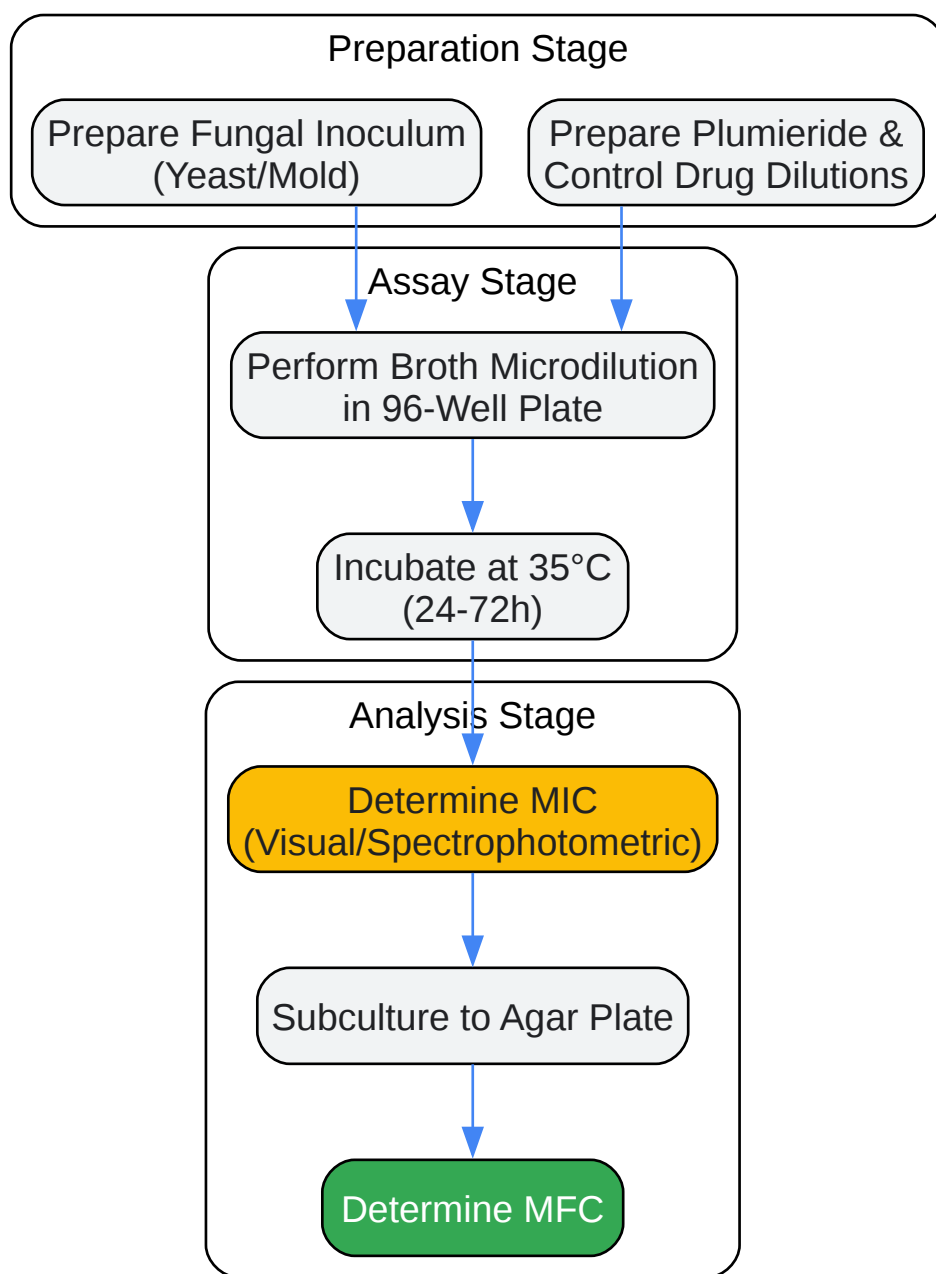 Preparation Stage
Prepare Fungal Inoculum
(Yeast/Mold)
Prepare Plumieride &
Control Drug Dilutions
Assay Stage
Perform Broth Microdilution
in 96-Well Plate
Incubate at 35°C
(24-72h)
Analysis Stage
Determine MIC
(Visual/Spectrophotometric)
Subculture to Agar Plate
Determine MFC